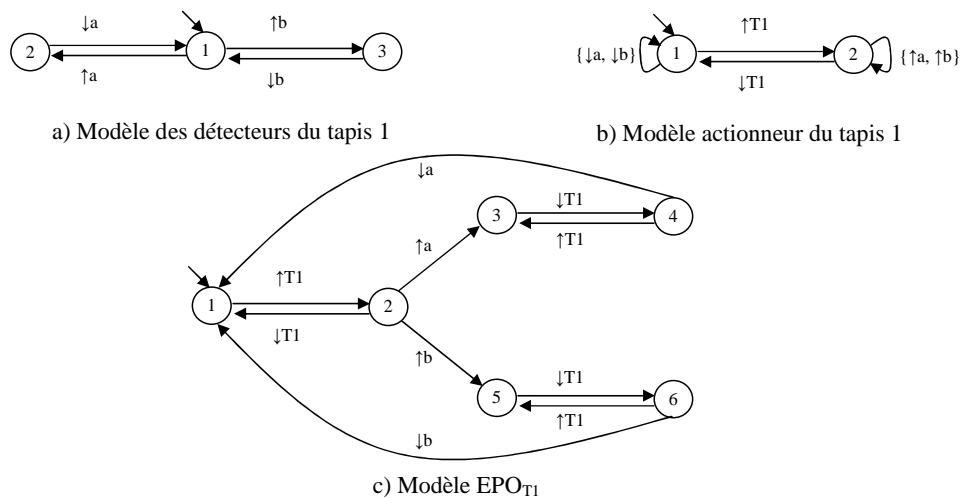 ↓a
↑b
2
1
3
↑a
↓b
a) Modèle des détecteurs du tapis 1
↑T1
{↓a, ↓b}
1
2
{↑a, ↑b}
↓T1
b) Modèle actionneur du tapis 1
↓a
↓T1
3
4
↑T1
↑a
↑T1
1
2
↓T1
↑b
↓T1
5
6
↑T1
↓b
c) Modèle EPO_T1